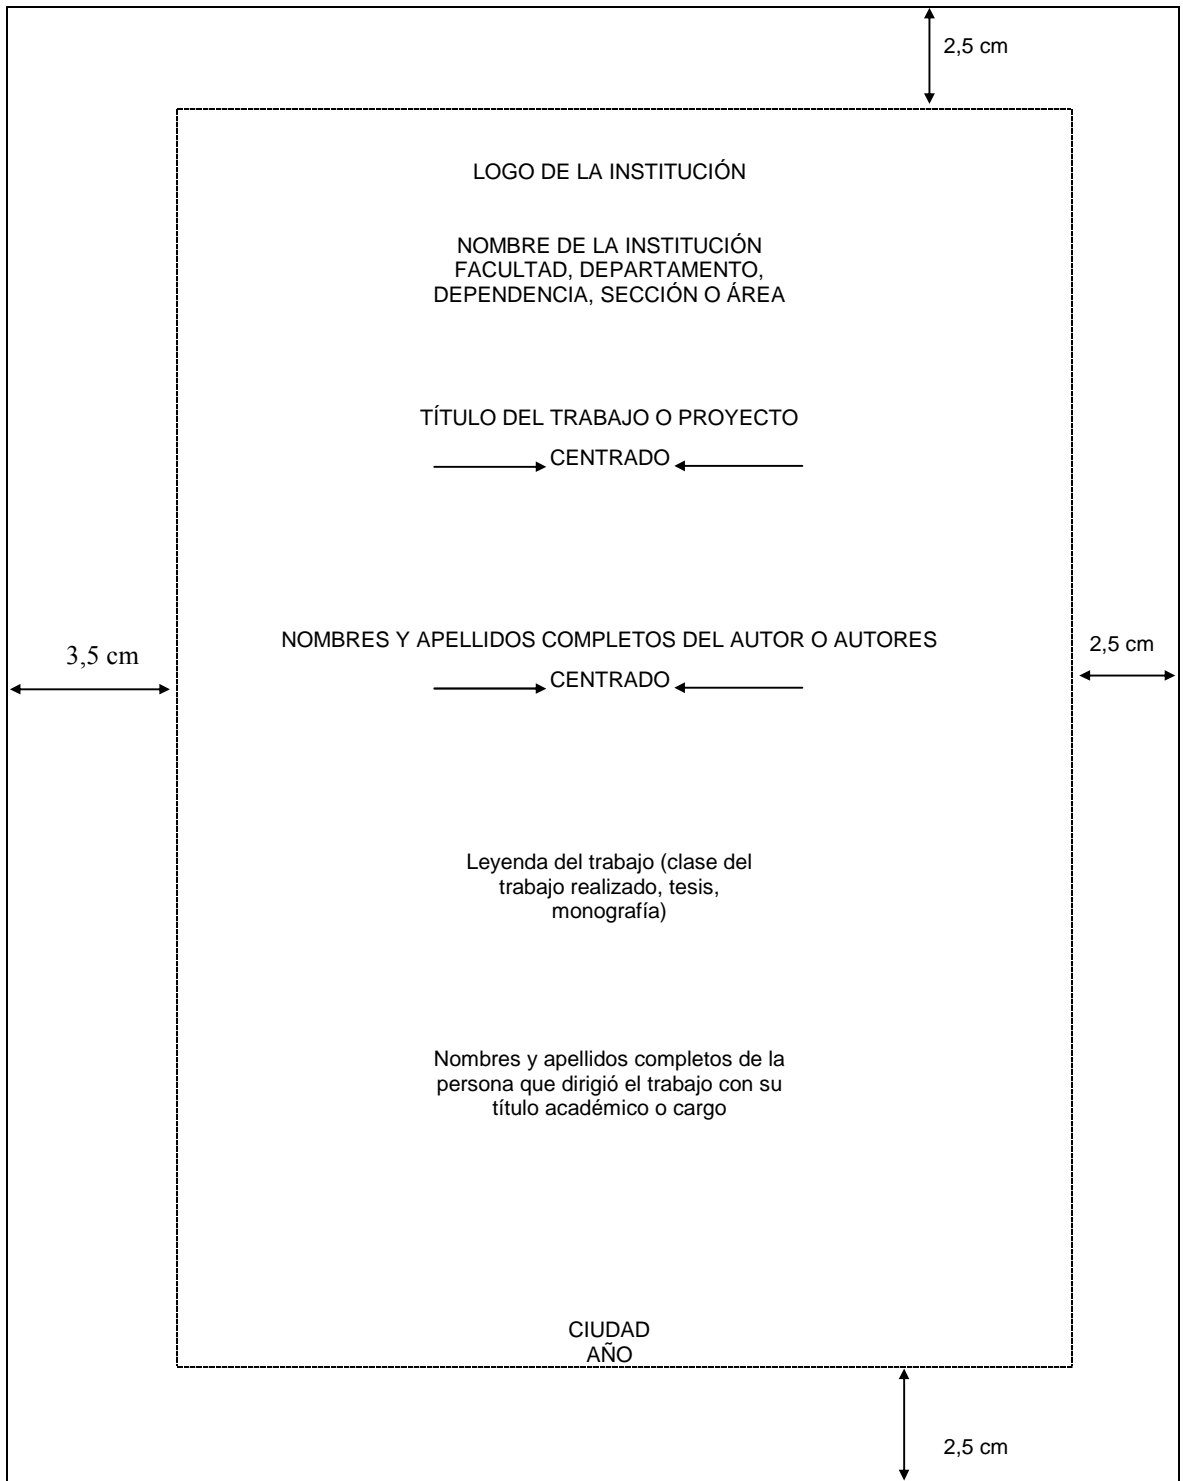 2,5 cm
LOGO DE LA INSTITUCIÓN
NOMBRE DE LA INSTITUCIÓN
FACULTAD, DEPARTAMENTO,
DEPENDENCIA, SECCIÓN O ÁREA
TÍTULO DEL TRABAJO O PROYECTO
CENTRADO
NOMBRES Y APELLIDOS COMPLETOS DEL AUTOR O AUTORES
3,5 cm
2,5 cm
CENTRADO
Leyenda del trabajo (clase del
trabajo realizado, tesis,
monografía)
Nombres y apellidos completos de la
persona que dirigió el trabajo con su
título académico o cargo
CIUDAD
AÑO
2,5 cm